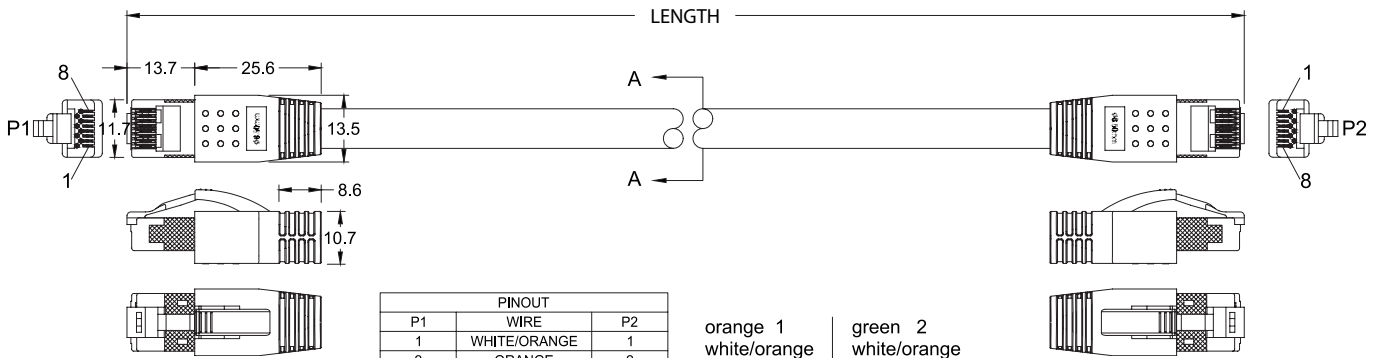 LENGTH
13.7
25.6
A
8
1
P1
11.7
13.5
P2
1
A
8
8.6
10.7
PINOUT
P1 WIRE P2
1 WHITE/ORANGE 1
orange 1
white/orange
green 2
white/orange